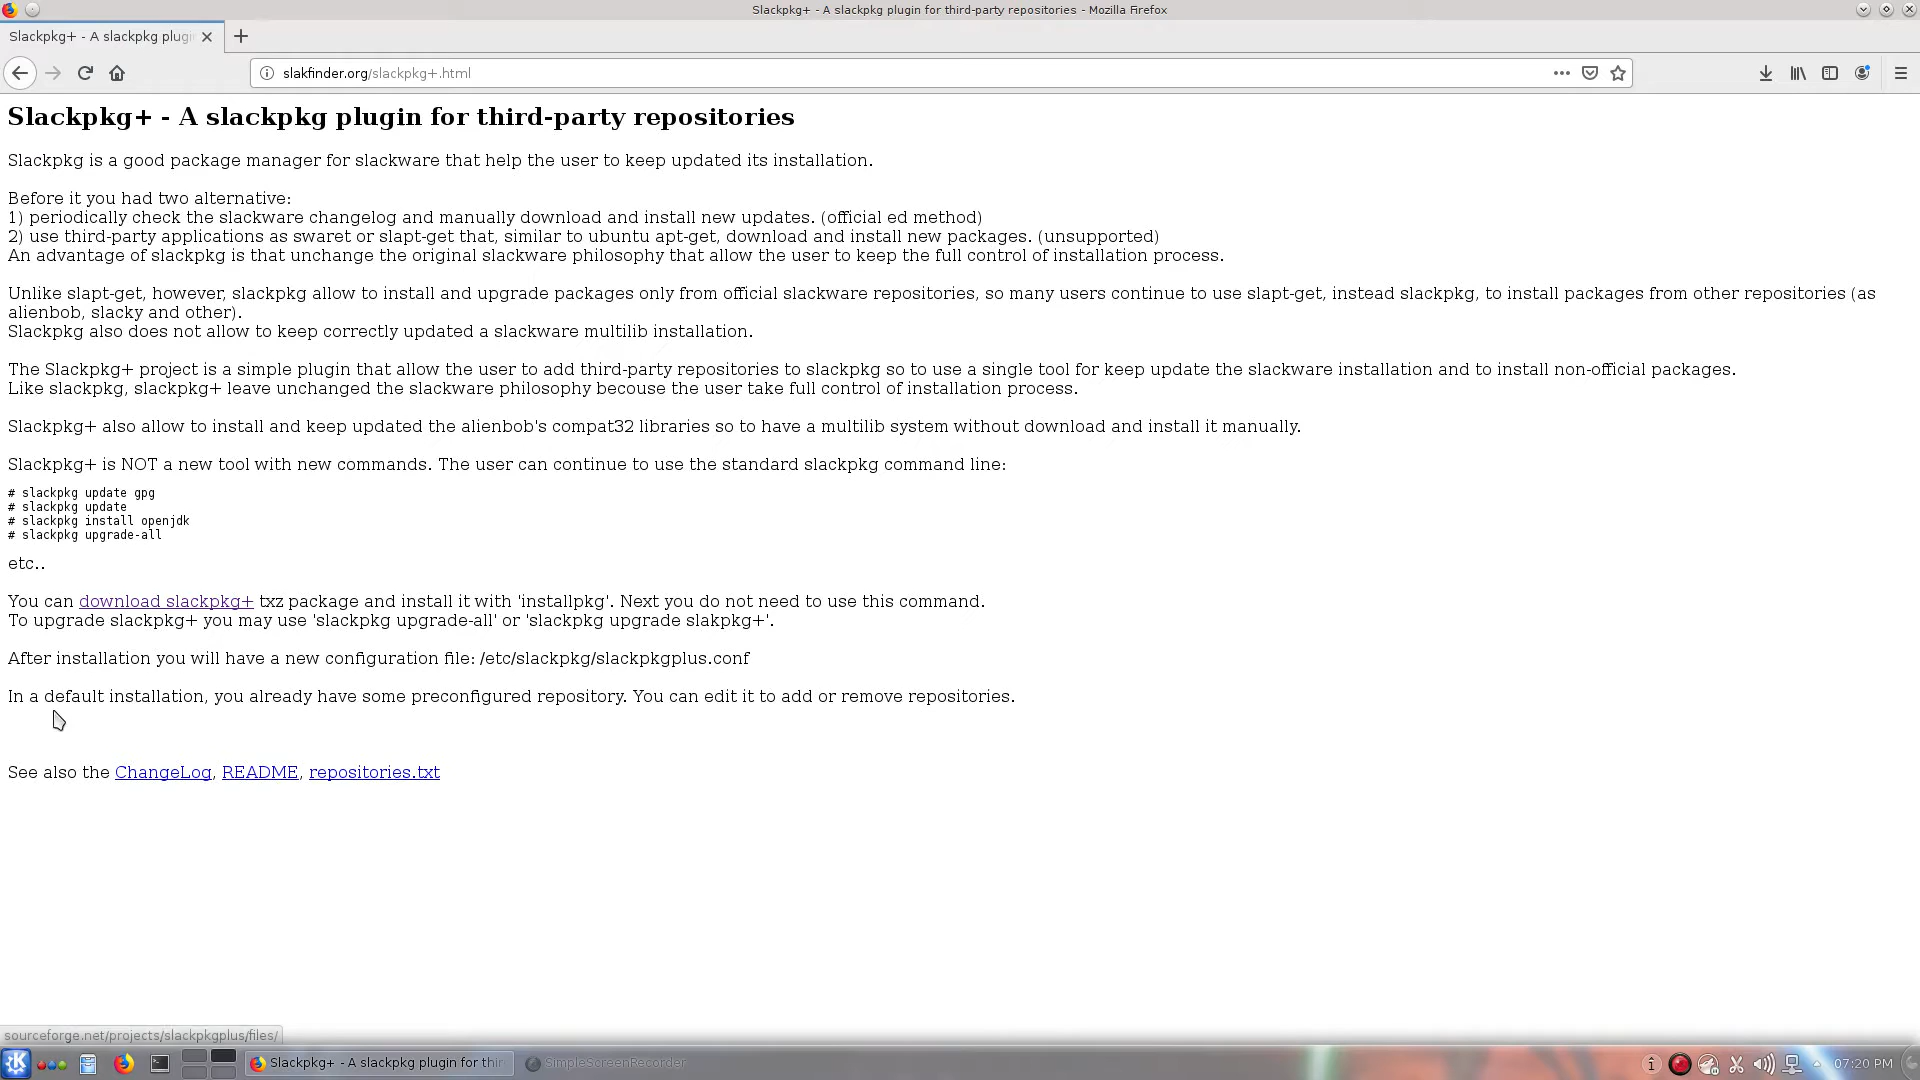 Slackpkg+ - A slackpkg plugin for third-party repositories - Mozilla Firefox
Slackpkg+ - A slackpkg plugin
slakfinder.org/slackpkg+.html
Slackpkg+ - A slackpkg plugin for third-party repositories
Slackpkg is a good package manager for slackware that help the user to keep updated its installation.
Before it you had two alternative:
1) periodically check the slackware changelog and manually download and install new updates. (official ed method)
2) use third-party applications as swaret or slapt-get that, similar to ubuntu apt-get, download and install new packages. (unsupported)
An advantage of slackpkg is that unchange the original slackware philosophy that allow the user to keep the full control of installation process.
Unlike slapt-get, however, slackpkg allow to install and upgrade packages only from official slackware repositories, so many users continue to use slapt-get, instead slackpkg, to install packages from other repositories (as
alienbob, slacky and other).
Slackpkg also does not allow to keep correctly updated a slackware multilib installation.
The Slackpkg+ project is a simple plugin that allow the user to add third-party repositories to slackpkg so to use a single tool for keep update the slackware installation and to install non-official packages.
Like slackpkg, slackpkg+ leave unchanged the slackware philosophy becouse the user take full control of installation process.
Slackpkg+ also allow to install and keep updated the alienbob's compat32 libraries so to have a multilib system without download and install it manually.
Slackpkg+ is NOT a new tool with new commands. The user can continue to use the standard slackpkg command line:
# slackpkg update gpg
# slackpkg update
# slackpkg install openjdk
# slackpkg upgrade-all
etc..
You can download slackpkg+ txz package and install it with 'installpkg'. Next you do not need to use this command.
To upgrade slackpkg+ you may use 'slackpkg upgrade-all' or 'slackpkg upgrade slakpkg+'.
After installation you will have a new configuration file: /etc/slackpkg/slackpkgplus.conf
In a default installation, you already have some preconfigured repository. You can edit it to add or remove repositories.
See also the ChangeLog, README, repositories.txt
sourceforge.net/projects/slackpkgplus/files/
Slackpkg+ - A slackpkg plugin for thir
SimpleScreenRecorder
07:20 PM